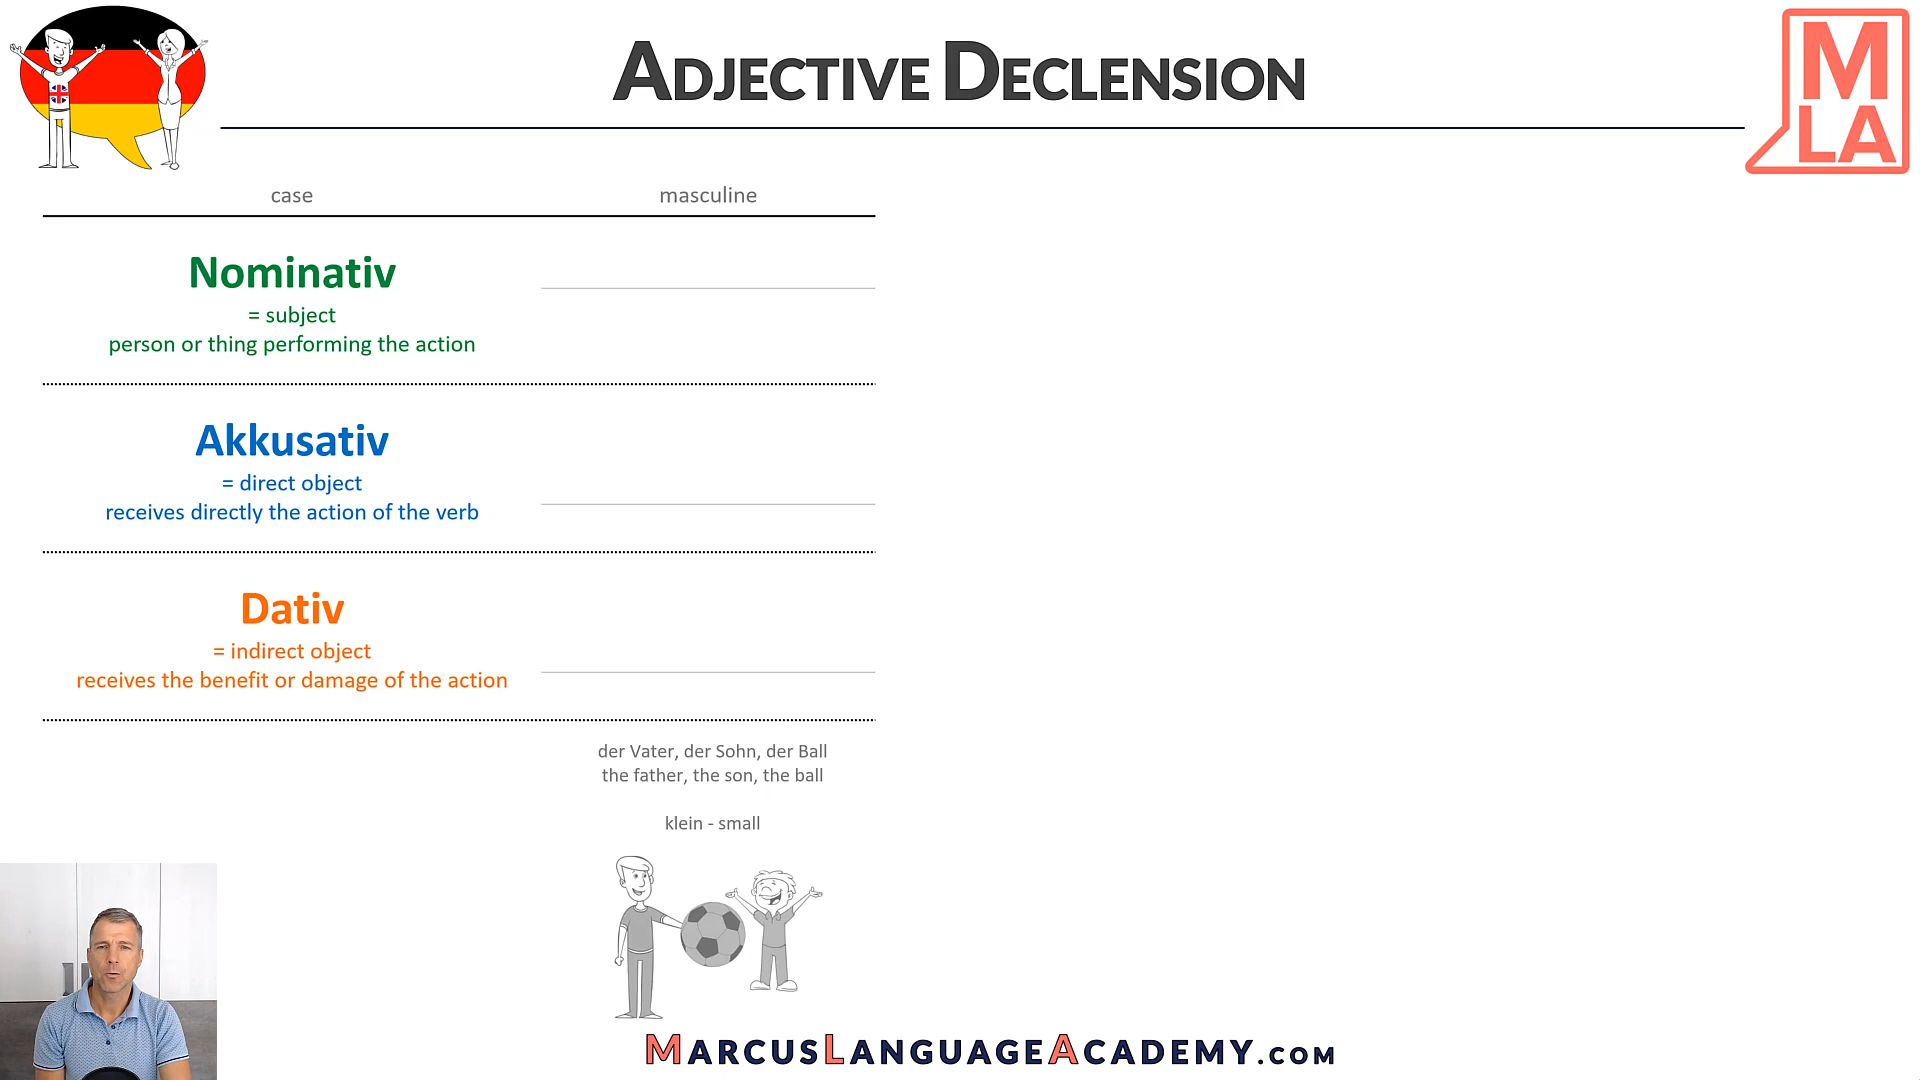 ADJECTIVE DECLENSION
M
LA
case masculine
Nominativ
= subject
person or thing performing the action
Akkusativ
= direct object
receives directly the action of the verb
Dativ
= indirect object
receives the benefit or damage of the action
der Vater, der Sohn, der Ball
the father, the son, the ball
klein - small
MARCUSLANGUAGEACADEMY.COM